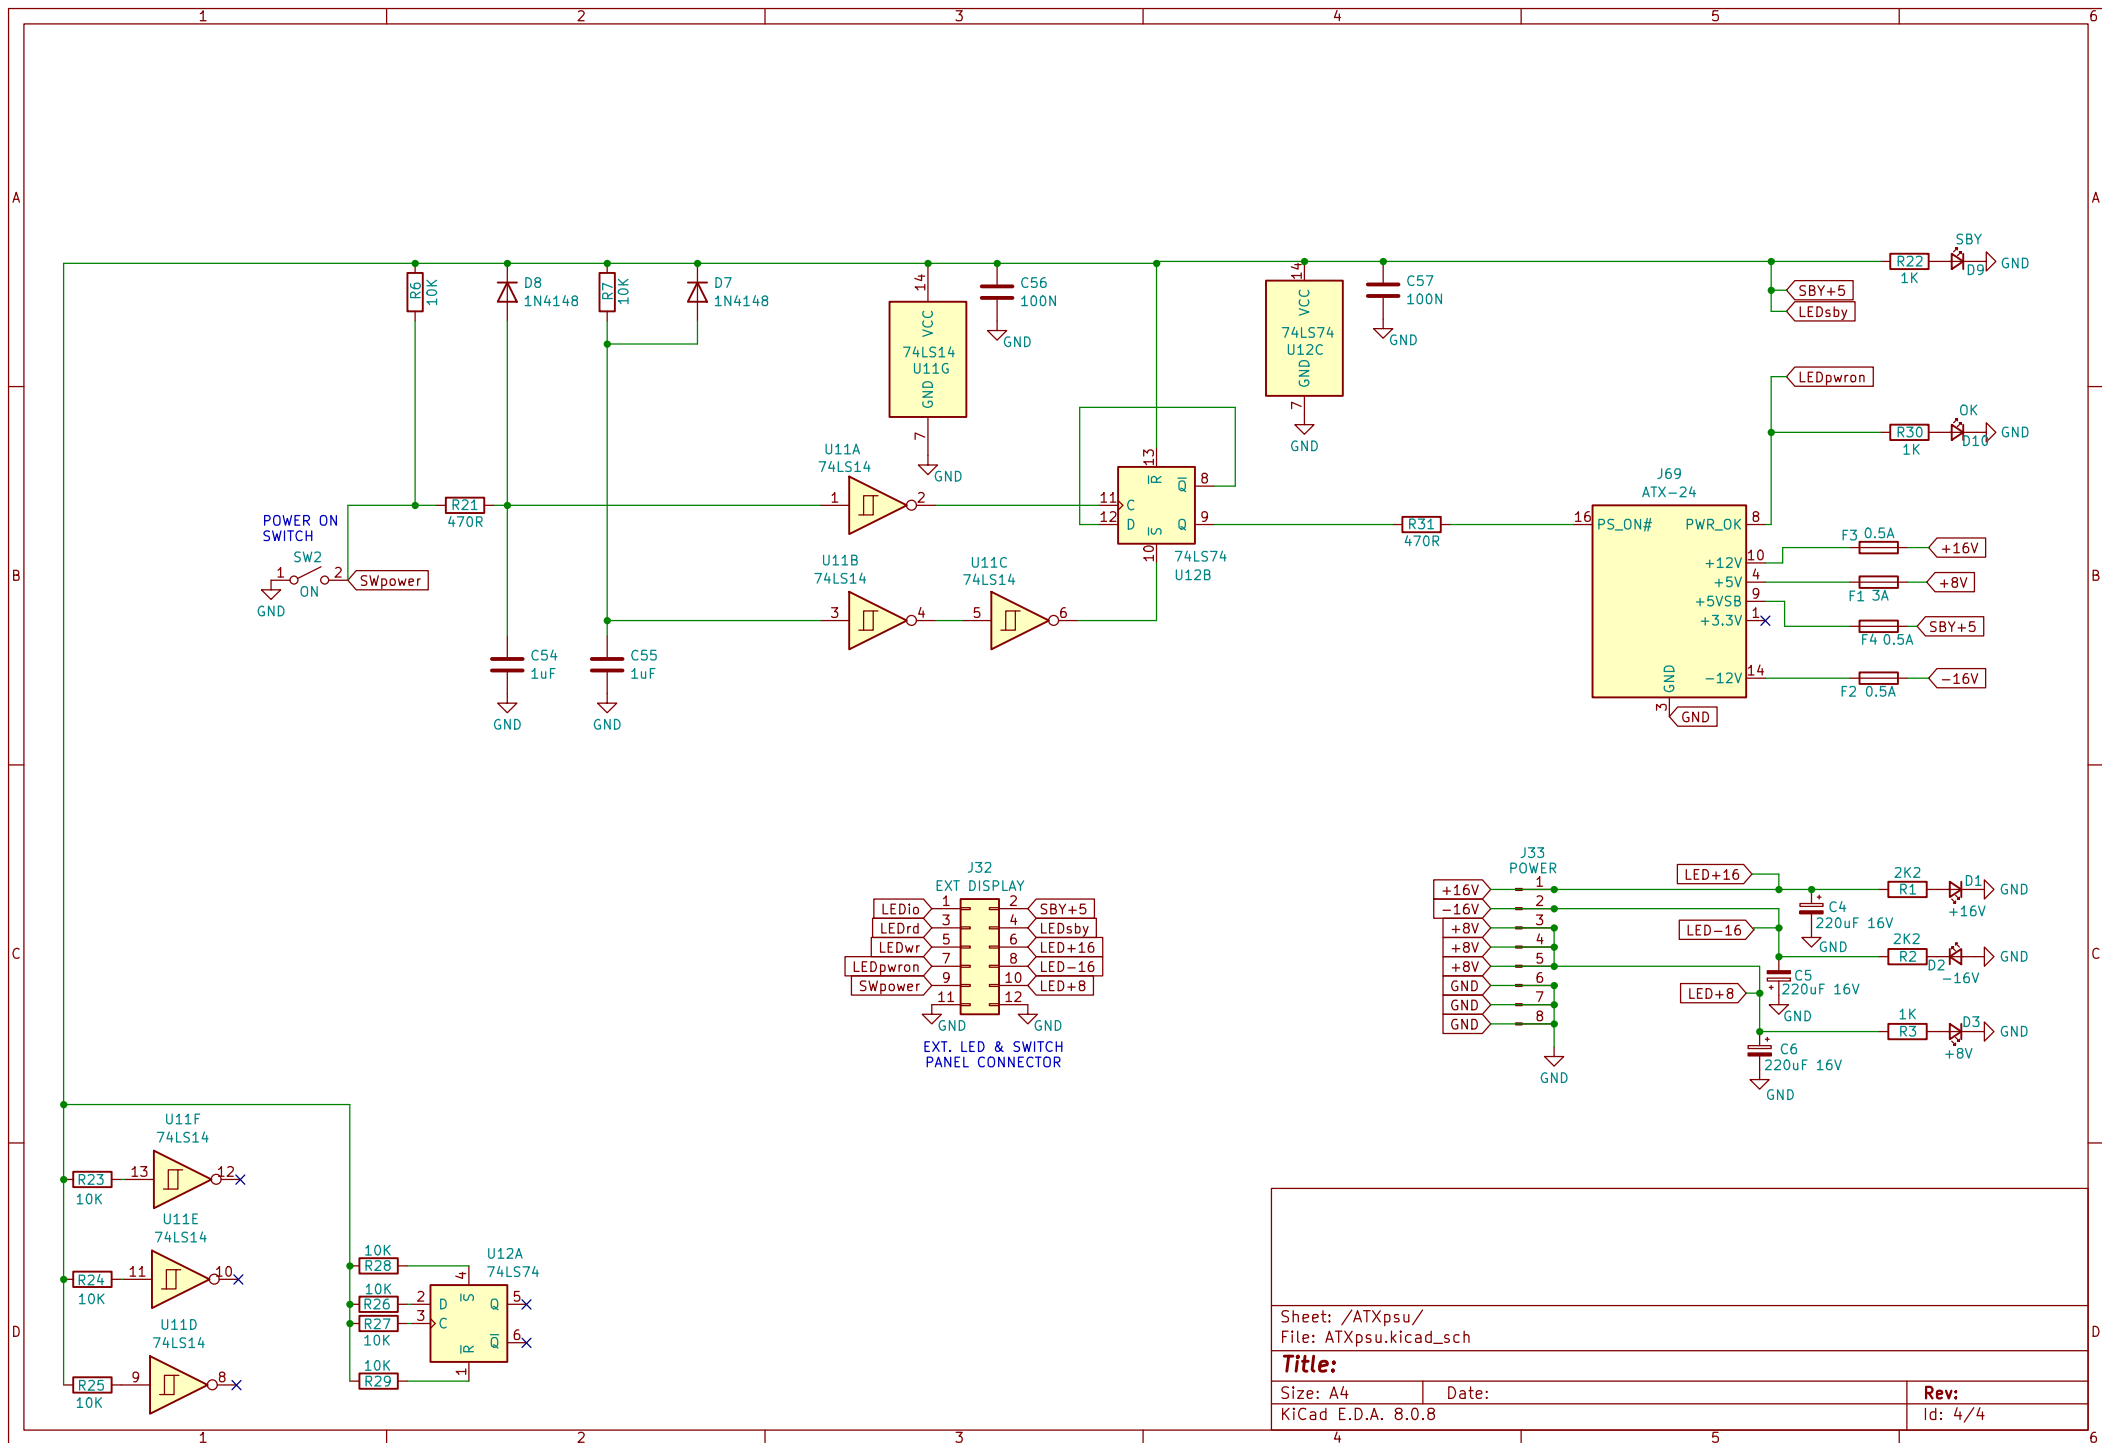 1 2 3 4 5 6
A A
SBY
R22
1K
D9
GND
SBY+5
LEDsby
R6
10K
D8
1N4148
R7
10K
D7
1N4148
14
VCC
74LS14
U11G
GND
7
GND
C56
100N
GND
14
VCC
74LS74
U12C
GND
7
GND
C57
100N
GND
LEDpwron
OK
R30
1K
D10
GND
POWER ON
SWITCH
SW2
1 2
ON
GND
SWpower
R21
470R
U11A
74LS14
1 2
U11B
74LS14
3 4
U11C
74LS14
5 6
13
R
Q
8
11
C
12
D
Q
9
S
10
74LS74
U12B
R31
470R
J69
ATX-24
16
PS_ON#
PWR_OK
8
+12V
10
+5V
4
+5VSB
9
+3.3V
1
-12V
14
GND
3
GND
F3 0.5A
+16V
F1 3A
+8V
F4 0.5A
SBY+5
F2 0.5A
-16V
B B
C54
1uF
GND
C55
1uF
GND
J32
EXT DISPLAY
LEDio 1 2 SBY+5
LEDrd 3 4 LEDsby
LEDwr 5 6 LED+16
LEDpwron 7 8 LED-16
SWpower 9 10 LED+8
11 12
GND GND
EXT. LED & SWITCH
PANEL CONNECTOR
J33
POWER
+16V 1
-16V 2
+8V 3
+8V 4
+8V 5
GND 6
GND 7
GND 8
GND
LED+16
LED-16
LED+8
C4
220uF 16V
GND
C5
220uF 16V
GND
C6
220uF 16V
GND
2K2
R1
D1
+16V
GND
2K2
R2
D2
-16V
GND
1K
R3
D3
+8V
GND
C C
U11F
74LS14
R23
10K
13 12
U11E
74LS14
R24
10K
11 10
U11D
74LS14
R25
10K
9 8
10K
R28
10K
R26
R27
10K
10K
R29
U12A
74LS74
4
S
2
D
Q
5
3
C
Q
6
R
1
D D
Sheet: /ATXpsu/
File: ATXpsu.kicad_sch
Title:
Size: A4 Date: Rev:
KiCad E.D.A. 8.0.8 Id: 4/4
1 2 3 4 5 6